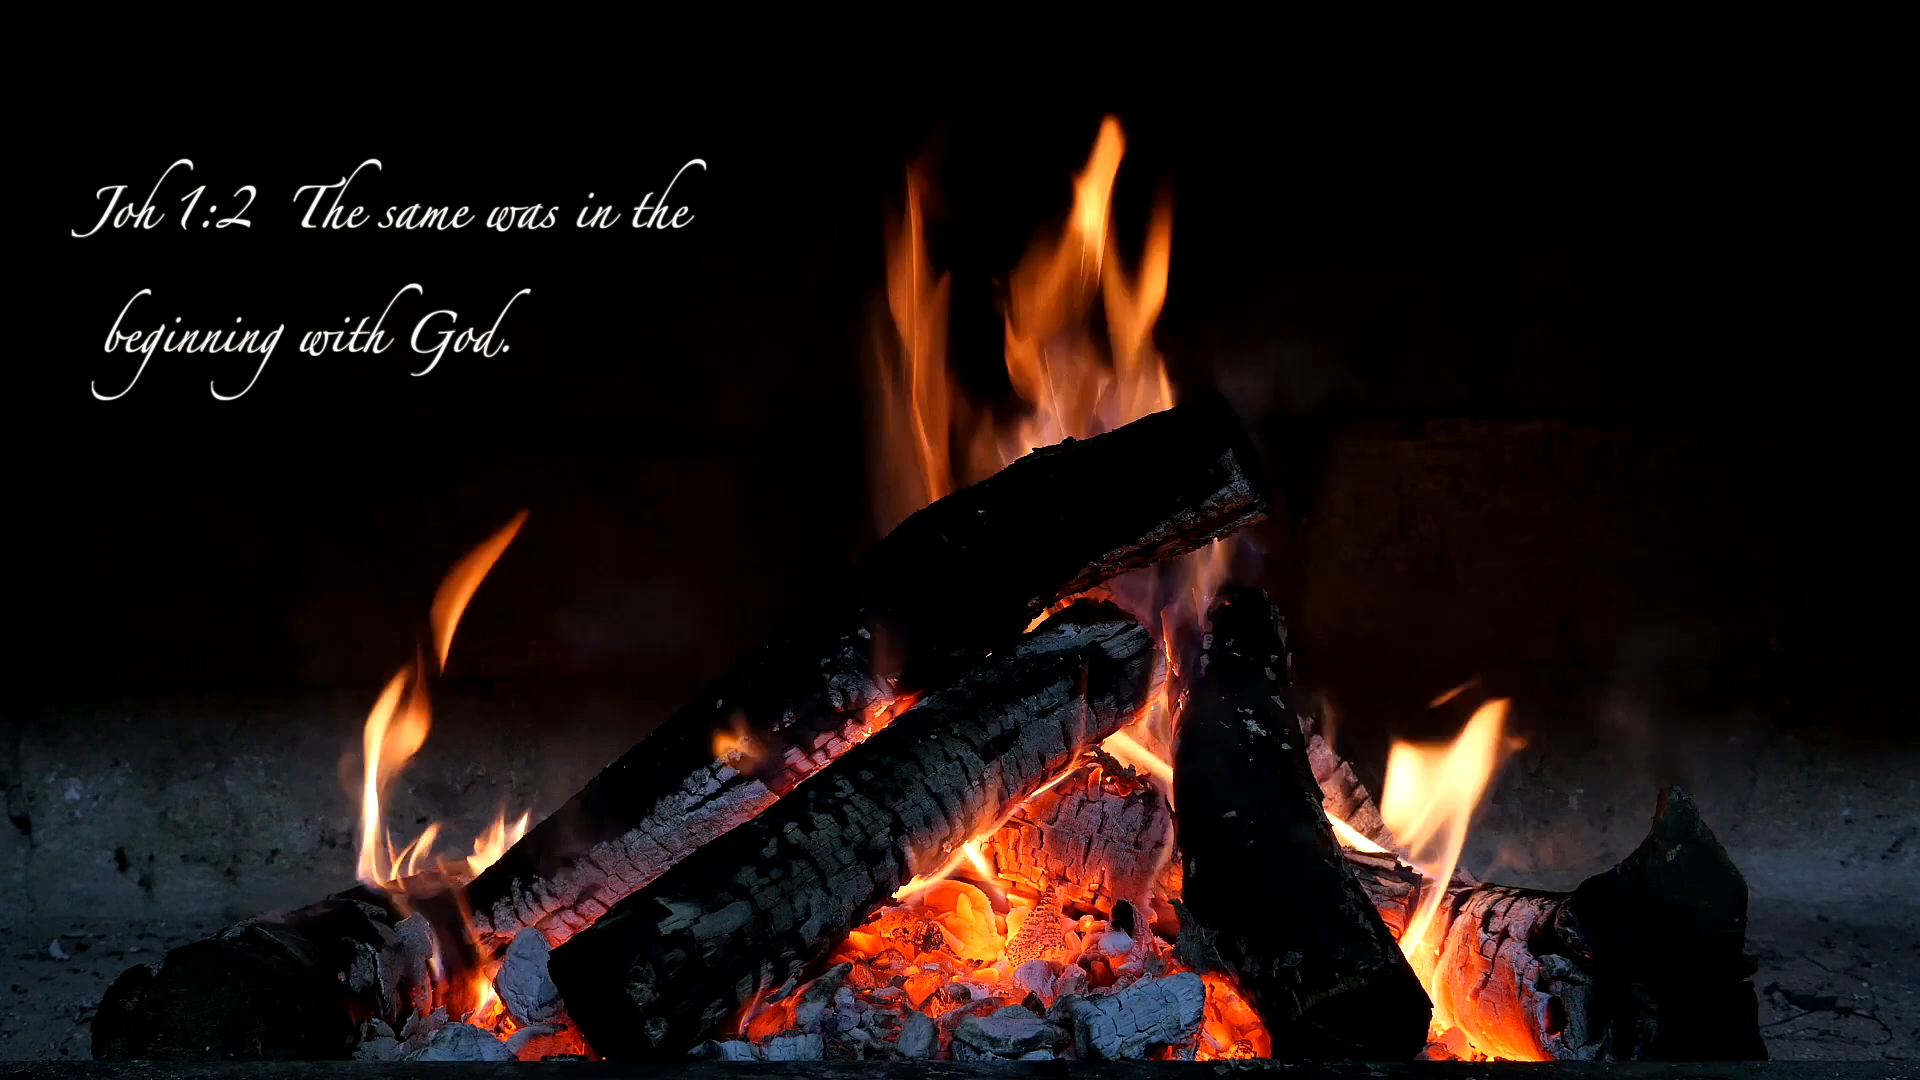 Joh 1:2  The same was in the
beginning with God.